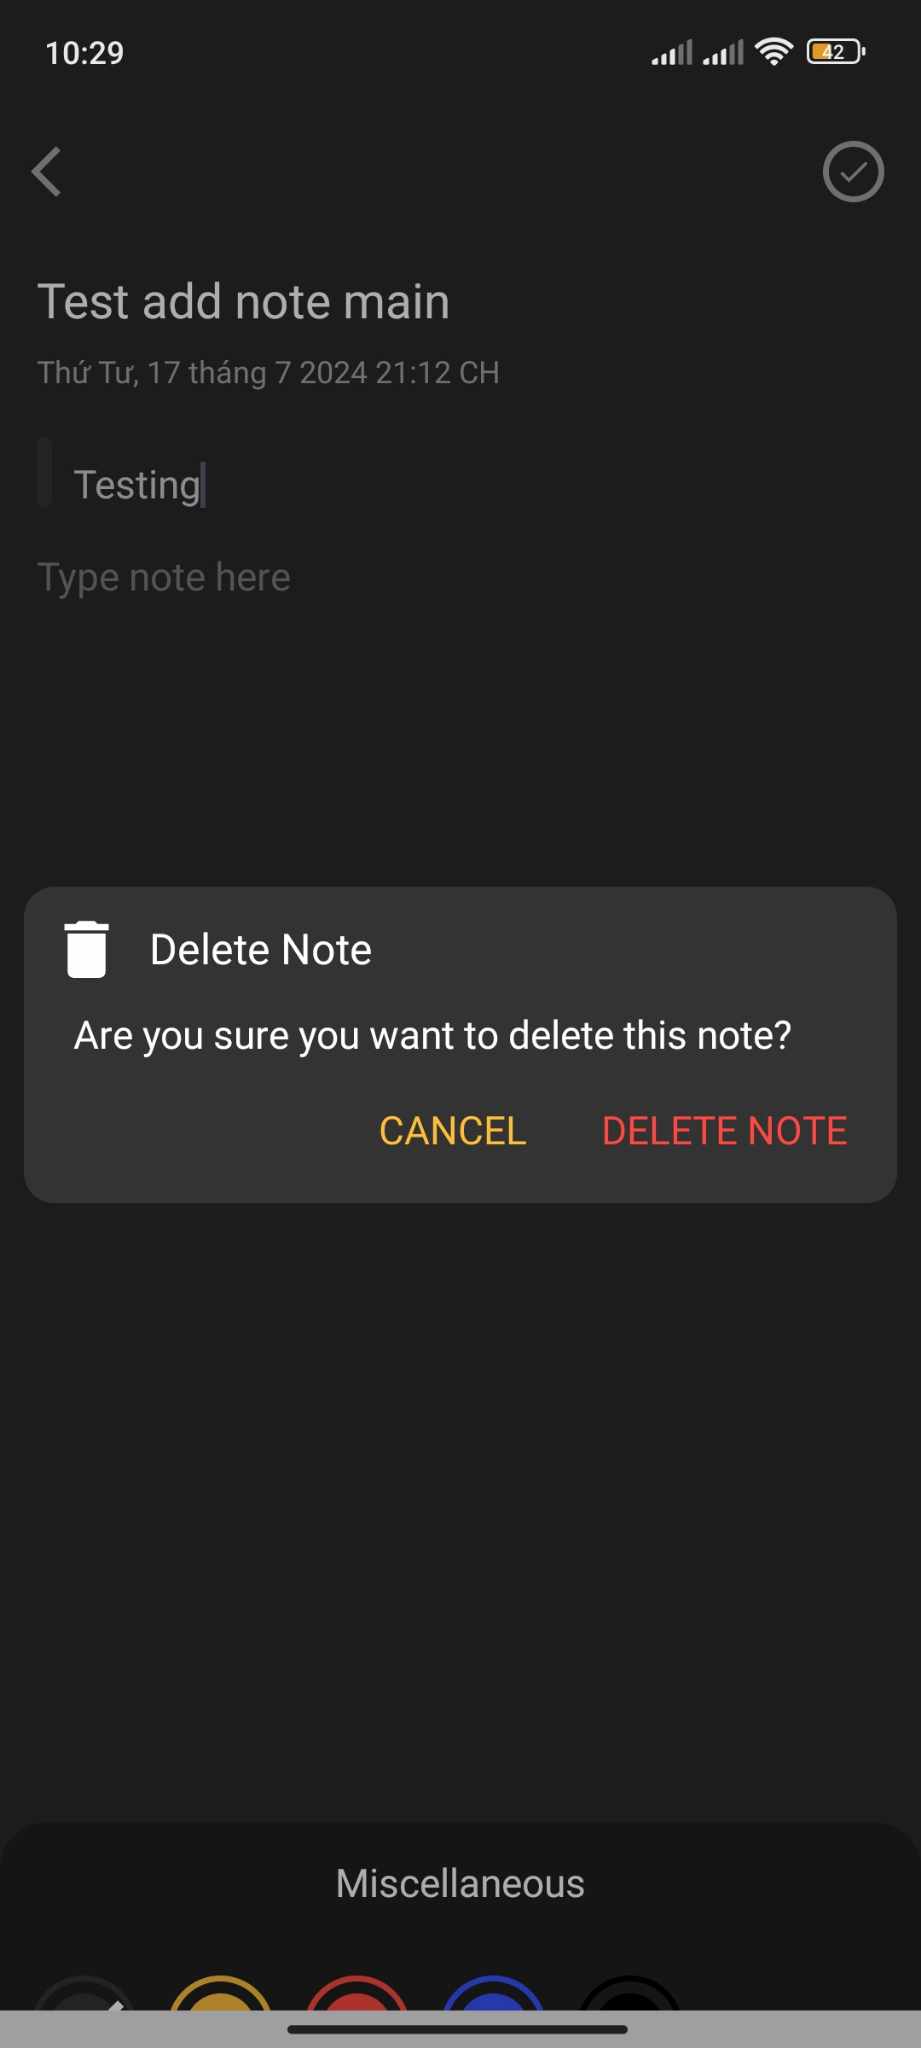 10:29
42
Test add note main
Thứ Tư, 17 tháng 7 2024 21:12 CH
Testing
Type note here
Delete Note
Are you sure you want to delete this note?
CANCEL DELETE NOTE
Miscellaneous